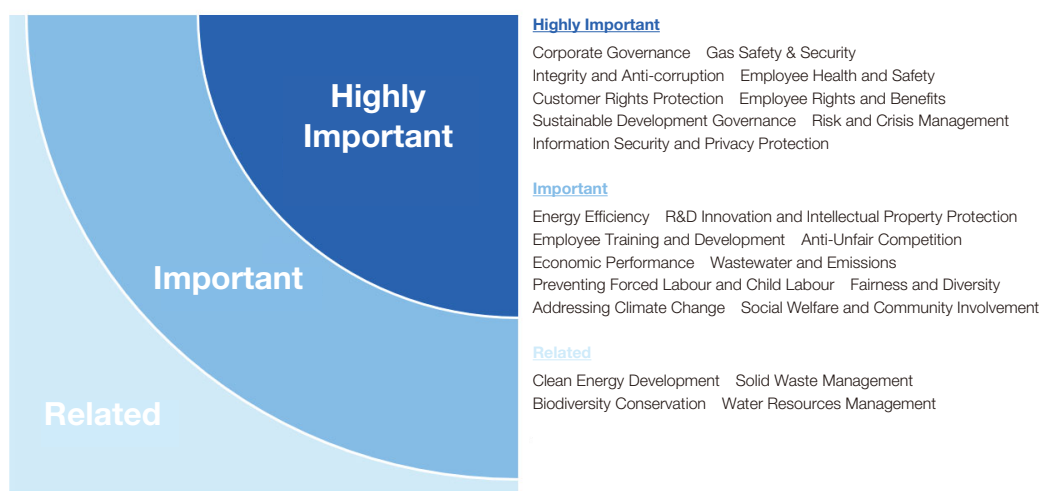 Highly
Important
Important
Related
Highly Important
Corporate Governance Gas Safety & Security
Integrity and Anti-corruption Employee Health and Safety
Customer Rights Protection Employee Rights and Benefits
Sustainable Development Governance Risk and Crisis Management
Information Security and Privacy Protection
Important
Energy Efficiency R&D Innovation and Intellectual Property Protection
Employee Training and Development Anti-Unfair Competition
Economic Performance Wastewater and Emissions
Preventing Forced Labour and Child Labour Fairness and Diversity
Addressing Climate Change Social Welfare and Community Involvement
Related
Clean Energy Development Solid Waste Management
Biodiversity Conservation Water Resources Management